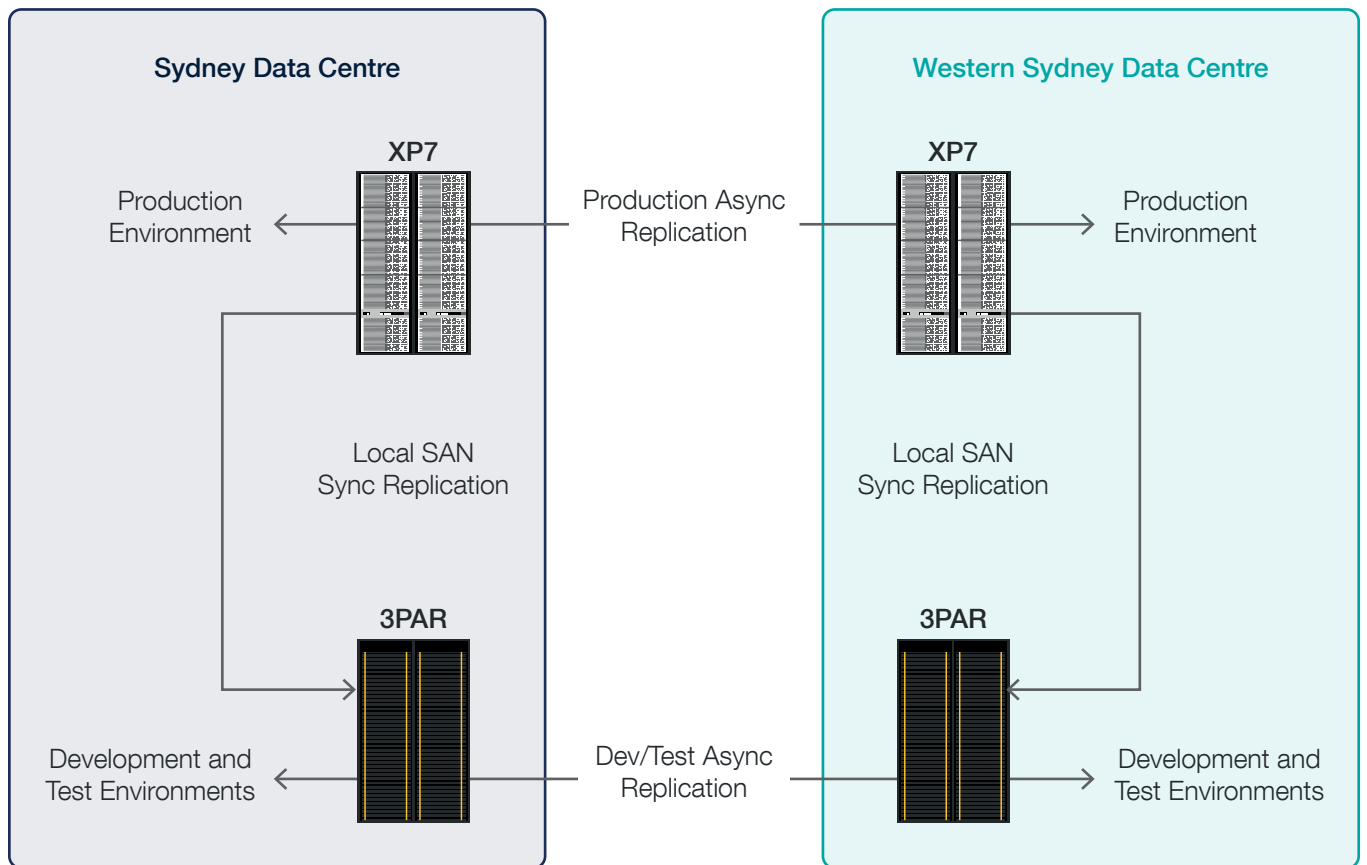 Sydney Data Centre
Western Sydney Data Centre
XP7
XP7
Production
Environment
Production Async
Replication
Production
Environment
Local SAN
Sync Replication
Local SAN
Sync Replication
3PAR
3PAR
Development and
Test Environments
Dev/Test Async
Replication
Development and
Test Environments